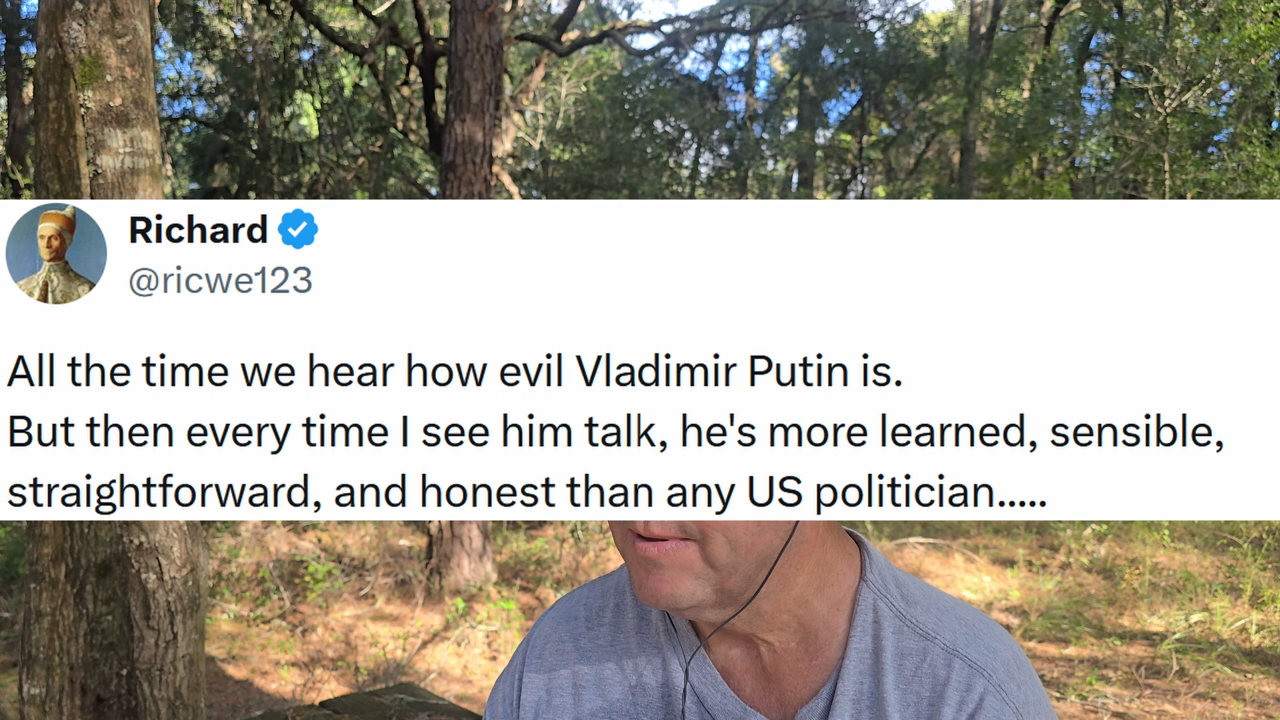 Richard
@ricwe123
All the time we hear how evil Vladimir Putin is.
But then every time I see him talk, he's more learned, sensible,
straightforward, and honest than any US politician.....